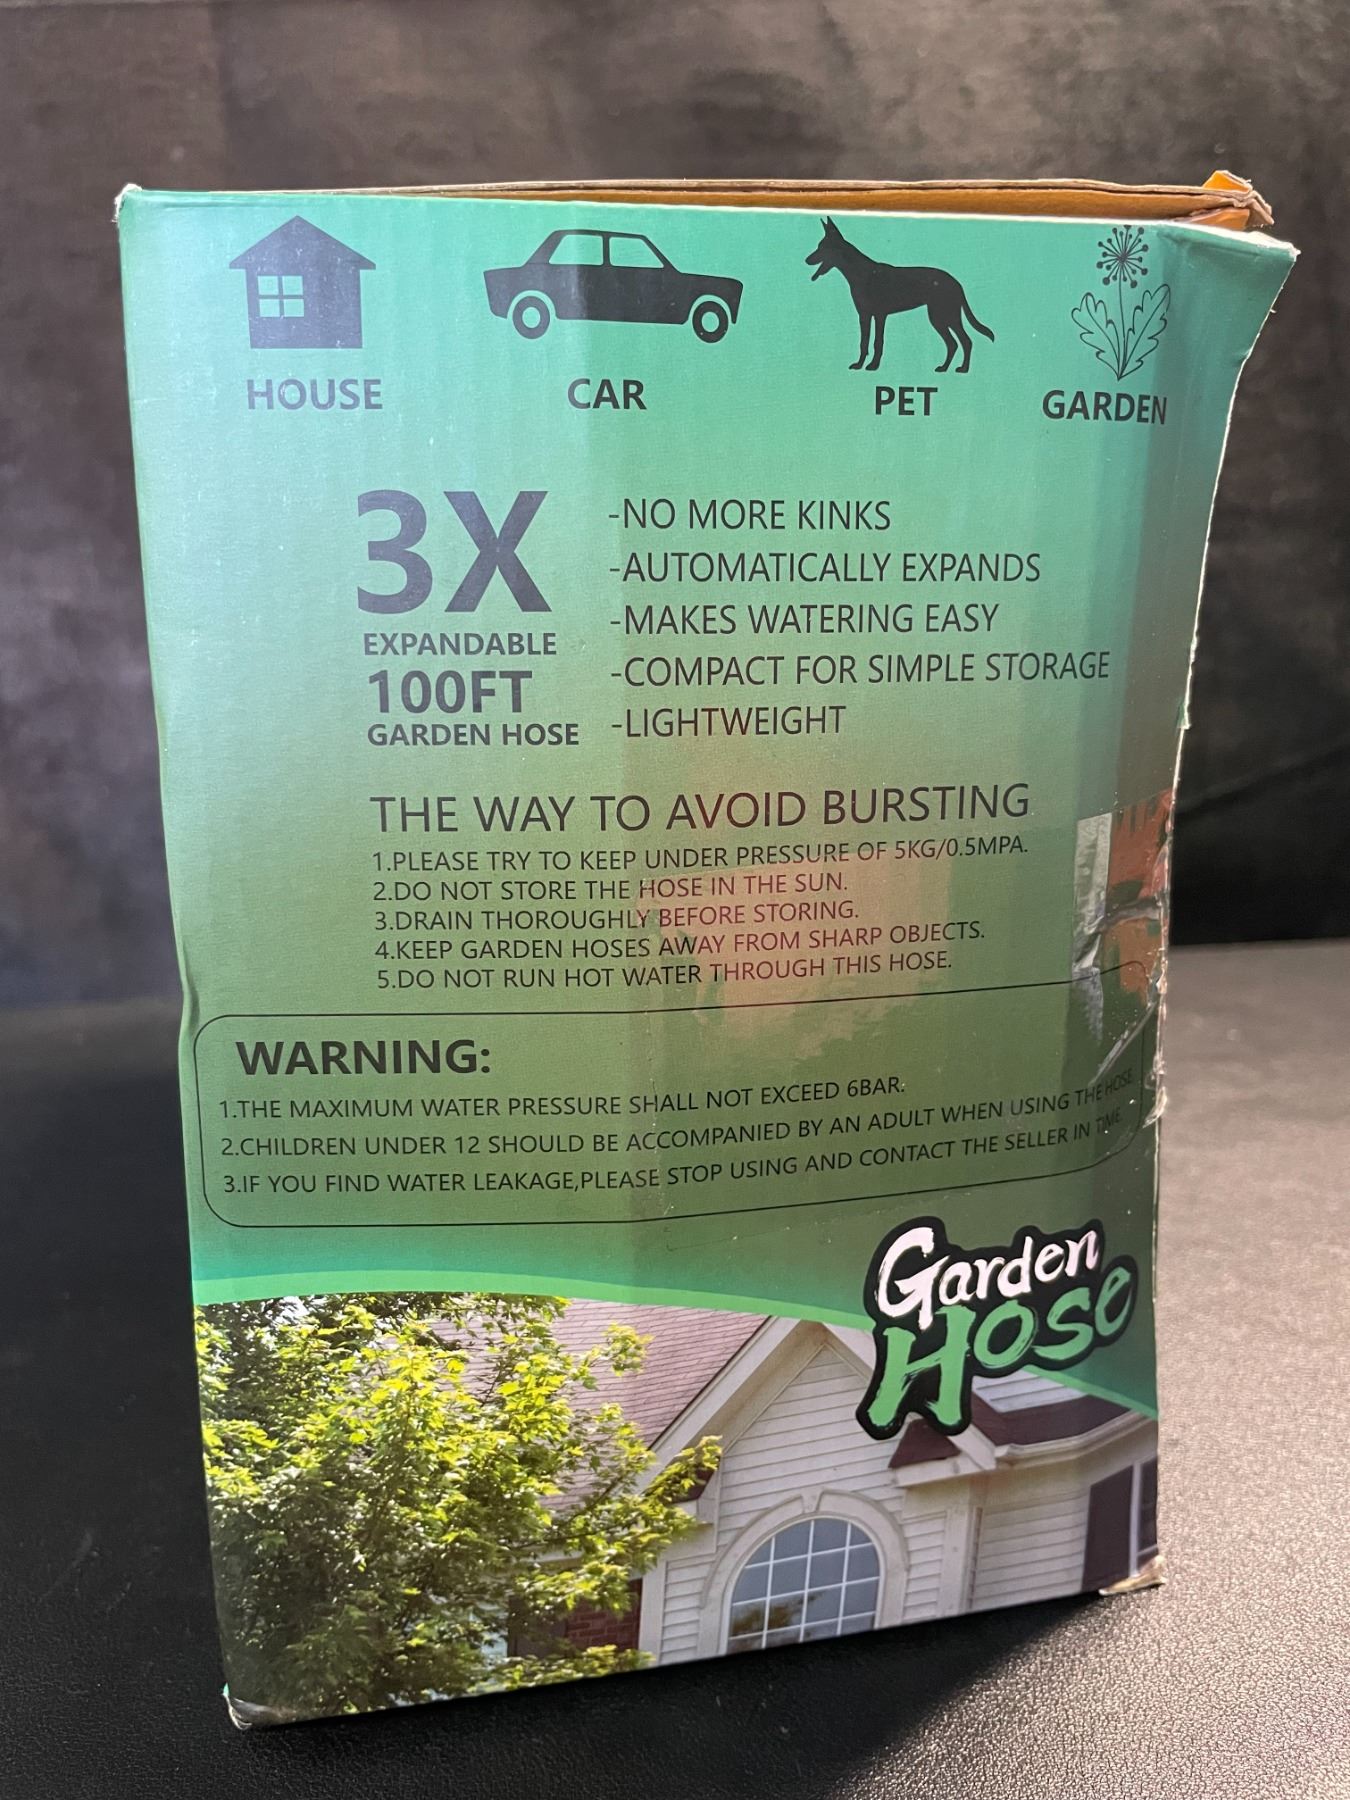 HOUSE
CAR
PET
GARDEN
3X
EXPANDABLE
100FT
GARDEN HOSE
-NO MORE KINKS
-AUTOMATICALLY EXPANDS
-MAKES WATERING EASY
-COMPACT FOR SIMPLE STORAGE
-LIGHTWEIGHT
THE WAY TO AVOID BURSTING
1.PLEASE TRY TO KEEP UNDER PRESSURE OF 5KG/0.5MPA.
2.DO NOT STORE THE HOSE IN THE SUN.
3.DRAIN THOROUGHLY BEFORE STORING.
4.KEEP GARDEN HOSES AWAY FROM SHARP OBJECTS.
5.DO NOT RUN HOT WATER THROUGH THIS HOSE.
WARNING:
1.THE MAXIMUM WATER PRESSURE SHALL NOT EXCEED 6BAR.
2.CHILDREN UNDER 12 SHOULD BE ACCOMPANIED BY AN ADULT WHEN USING THE HOSE
3.IF YOU FIND WATER LEAKAGE,PLEASE STOP USING AND CONTACT THE SELLER IN TIME.
Garden
Hose